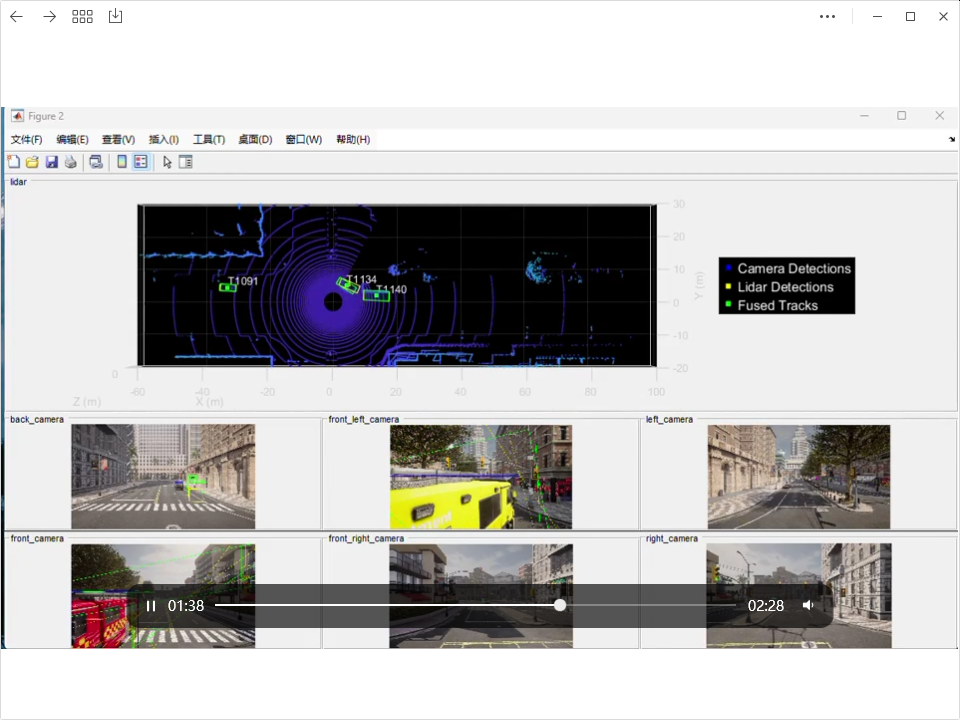 Figure 2
文件(F) 编辑(E) 查看(V) 插入(I) 工具(T) 桌面(D) 窗口(W) 帮助(H)
lidar
30
20
10
0
-10
-20
Y (m)
T1091
T1134
T1140
Camera Detections
Lidar Detections
Fused Tracks
0
-60 -40 -20 0 20 40 60 80 100
Z (m) X (m)
back_camera front_left_camera left_camera
front_camera front_right_camera right_camera
01:38 02:28